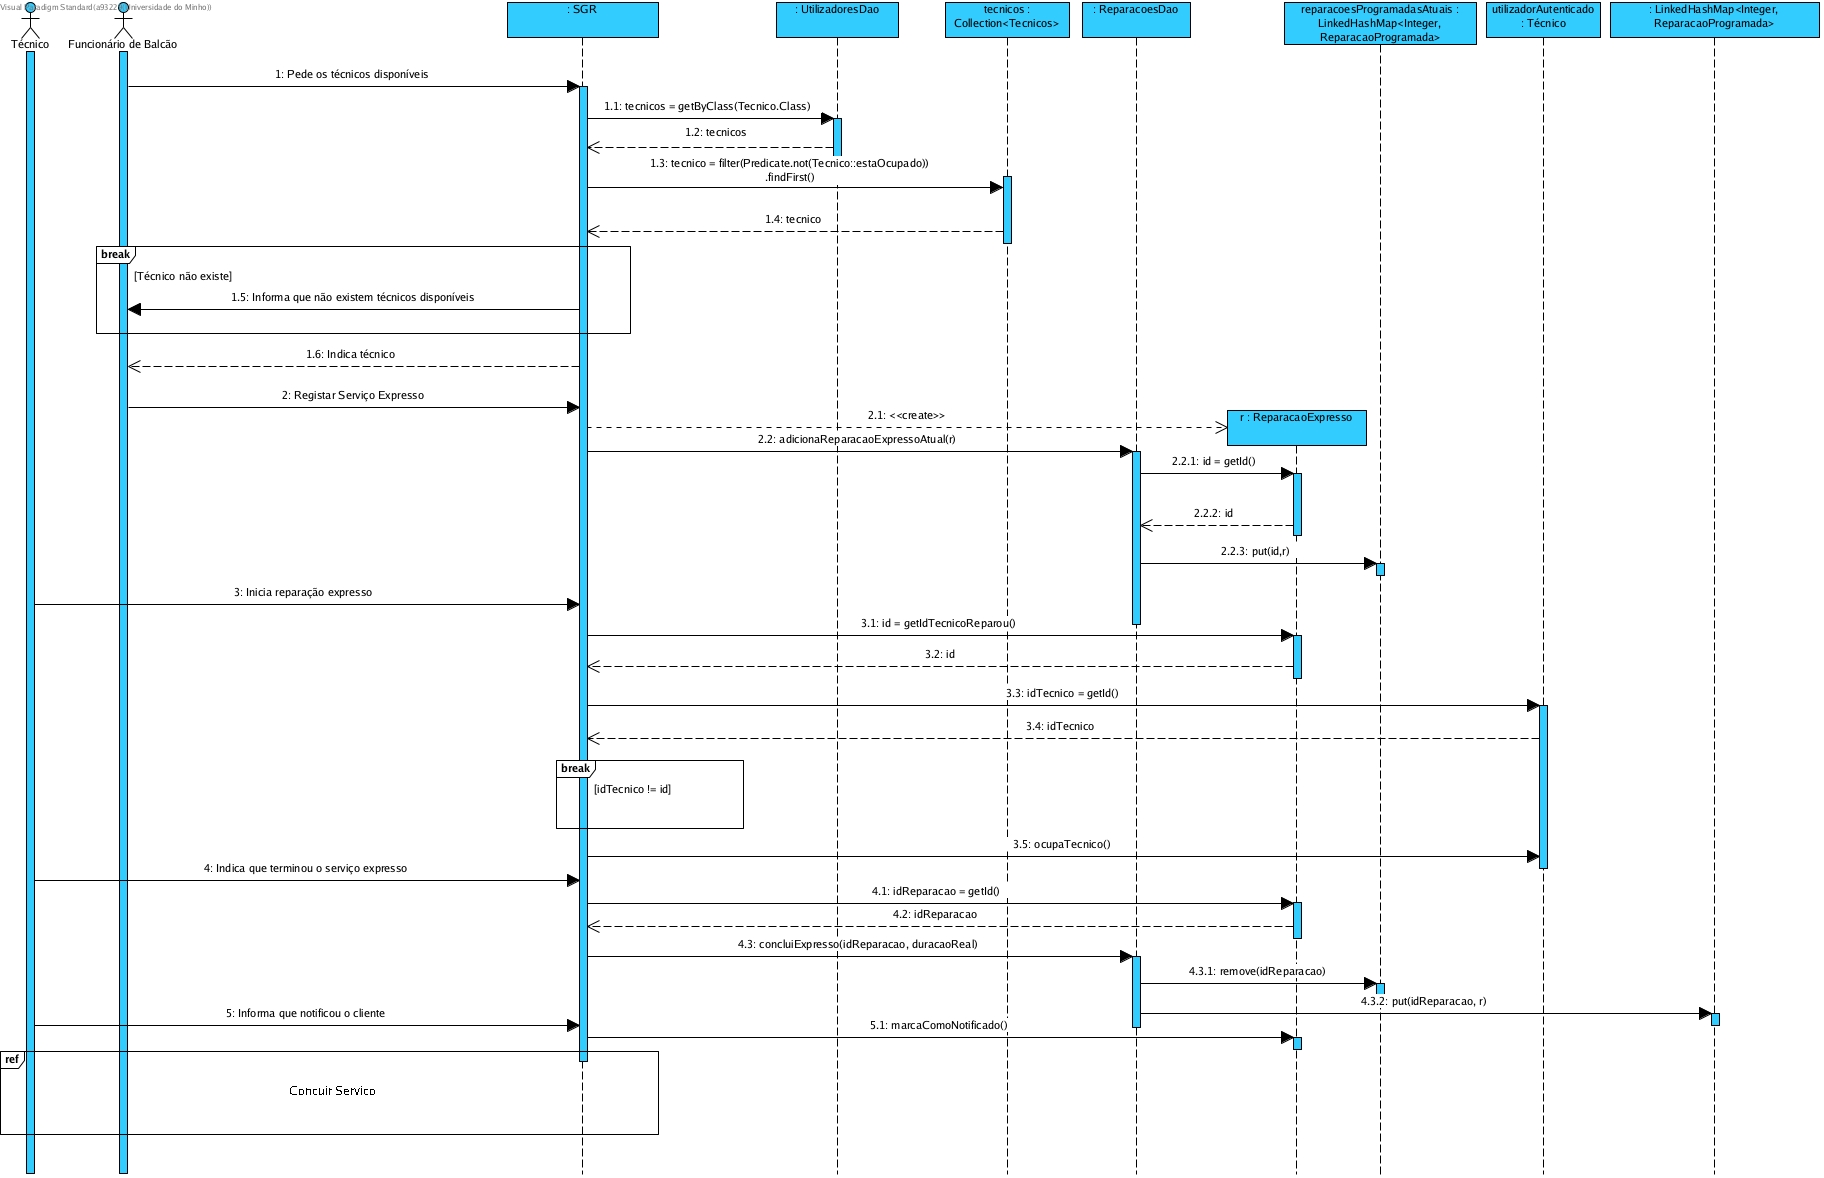 Visual Paradigm Standard(a9322 (Universidade do Minho))
Técnico
Funcionário de Balcão
: SGR
: UtilizadoresDao
tecnicos :
Collection<Tecnicos>
: ReparacoesDao
reparacoesProgramadasAtuais :
LinkedHashMap<Integer,
ReparacaoProgramada>
utilizadorAutenticado
: Técnico
: LinkedHashMap<Integer,
ReparacaoProgramada>
1: Pede os técnicos disponíveis
1.1: tecnicos = getByClass(Tecnico.Class)
1.2: tecnicos
1.3: tecnico = filter(Predicate.not(Tecnico::estaOcupado))
.findFirst()
1.4: tecnico
break
[Técnico não existe]
1.5: Informa que não existem técnicos disponíveis
1.6: Indica técnico
2: Registar Serviço Expresso
2.1: <<create>>
r : ReparacaoExpresso
2.2: adicionaReparacaoExpressoAtual(r)
2.2.1: id = getId()
2.2.2: id
2.2.3: put(id,r)
3: Inicia reparação expresso
3.1: id = getIdTecnicoReparou()
3.2: id
3.3: idTecnico = getId()
3.4: idTecnico
break
[idTecnico != id]
3.5: ocupaTecnico()
4: Indica que terminou o serviço expresso
4.1: idReparacao = getId()
4.2: idReparacao
4.3: concluiExpresso(idReparacao, duracaoReal)
4.3.1: remove(idReparacao)
4.3.2: put(idReparacao, r)
5: Informa que notificou o cliente
5.1: marcaComoNotificado()
ref
Concuir Servico